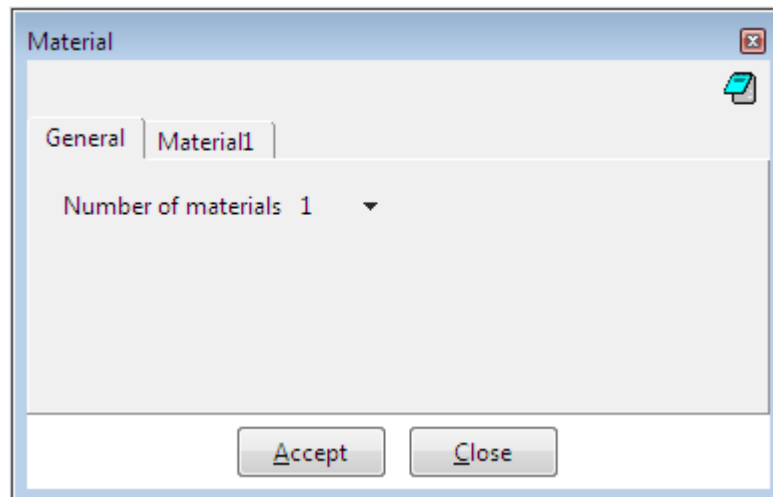 Material
General Material1
Number of materials 1
Accept Close